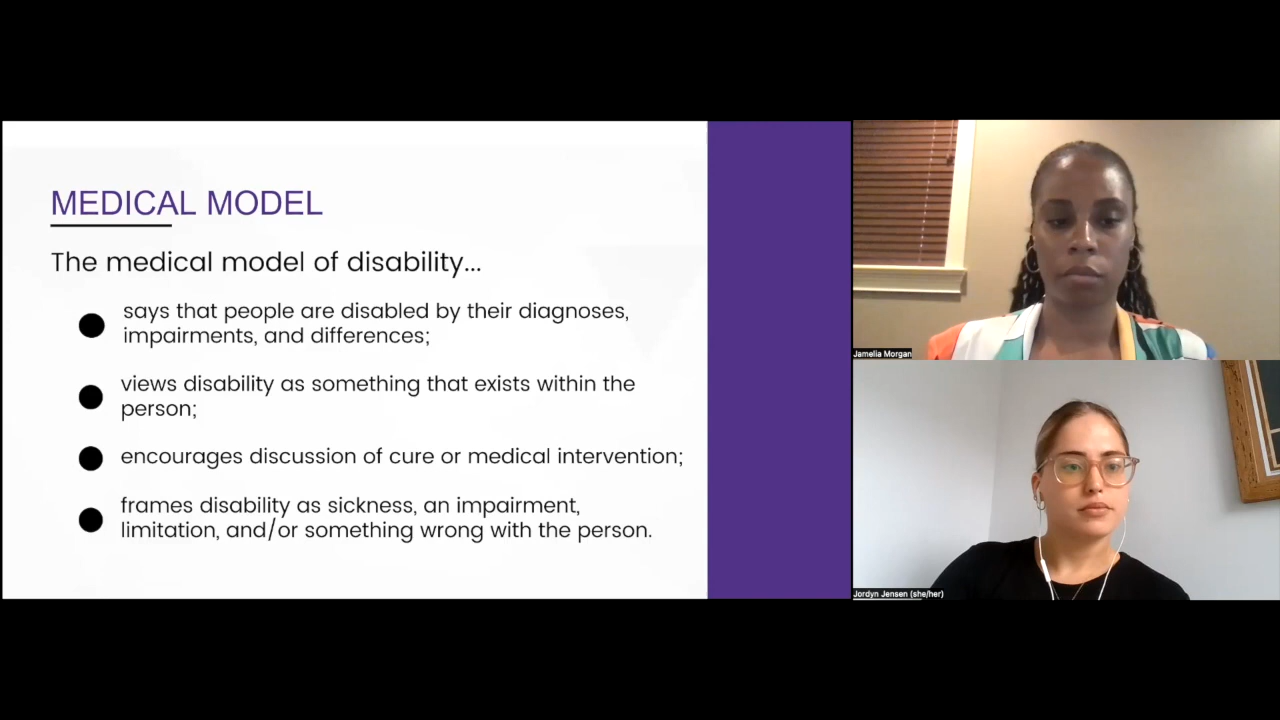 MEDICAL MODEL
The medical model of disability...
says that people are disabled by their diagnoses,
impairments, and differences;
views disability as something that exists within the
person;
encourages discussion of cure or medical intervention;
frames disability as sickness, an impairment,
limitation, and/or something wrong with the person.
Jamelia Morgan
Jordyn Jensen (she/her)